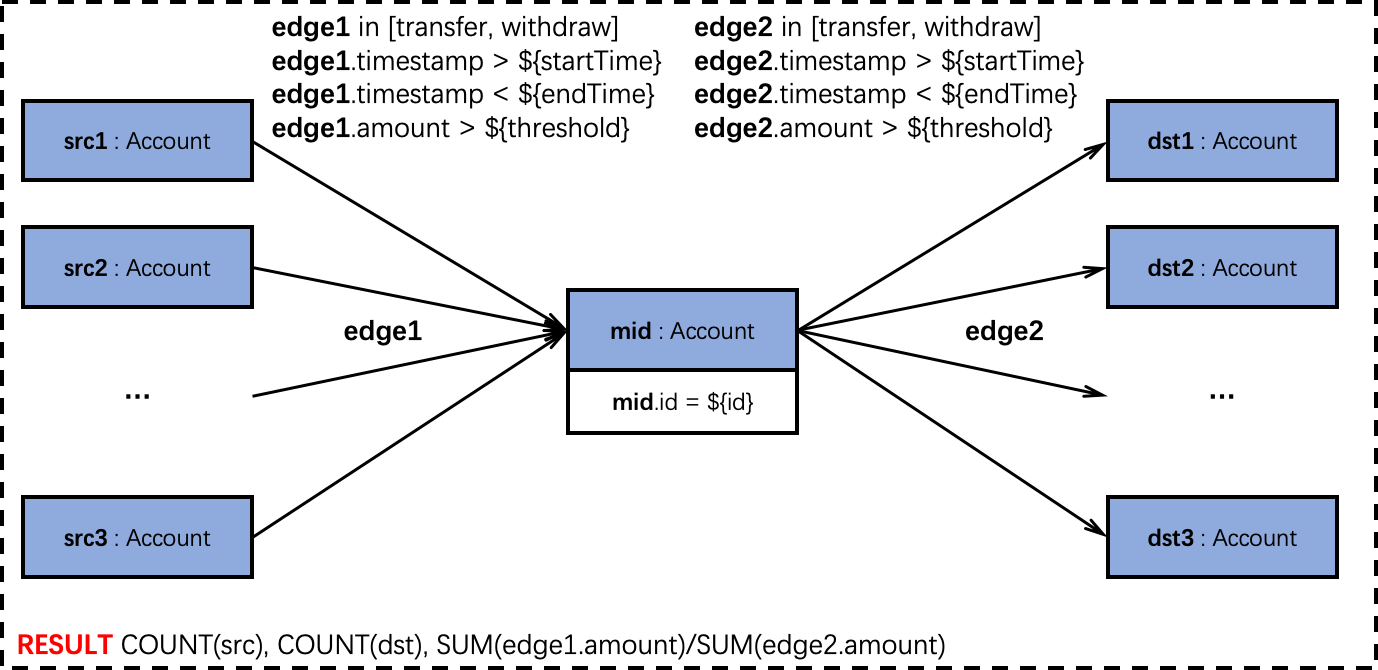 edge1 in [transfer, withdraw]
edge1.timestamp > ${startTime}
edge1.timestamp < ${endTime}
edge1.amount > ${threshold}
edge2 in [transfer, withdraw]
edge2.timestamp > ${startTime}
edge2.timestamp < ${endTime}
edge2.amount > ${threshold}
src1 : Account
src2 : Account
...
src3 : Account
edge1
mid : Account
mid.id = ${id}
edge2
dst1 : Account
dst2 : Account
...
dst3 : Account
RESULT COUNT(src), COUNT(dst), SUM(edge1.amount)/SUM(edge2.amount)